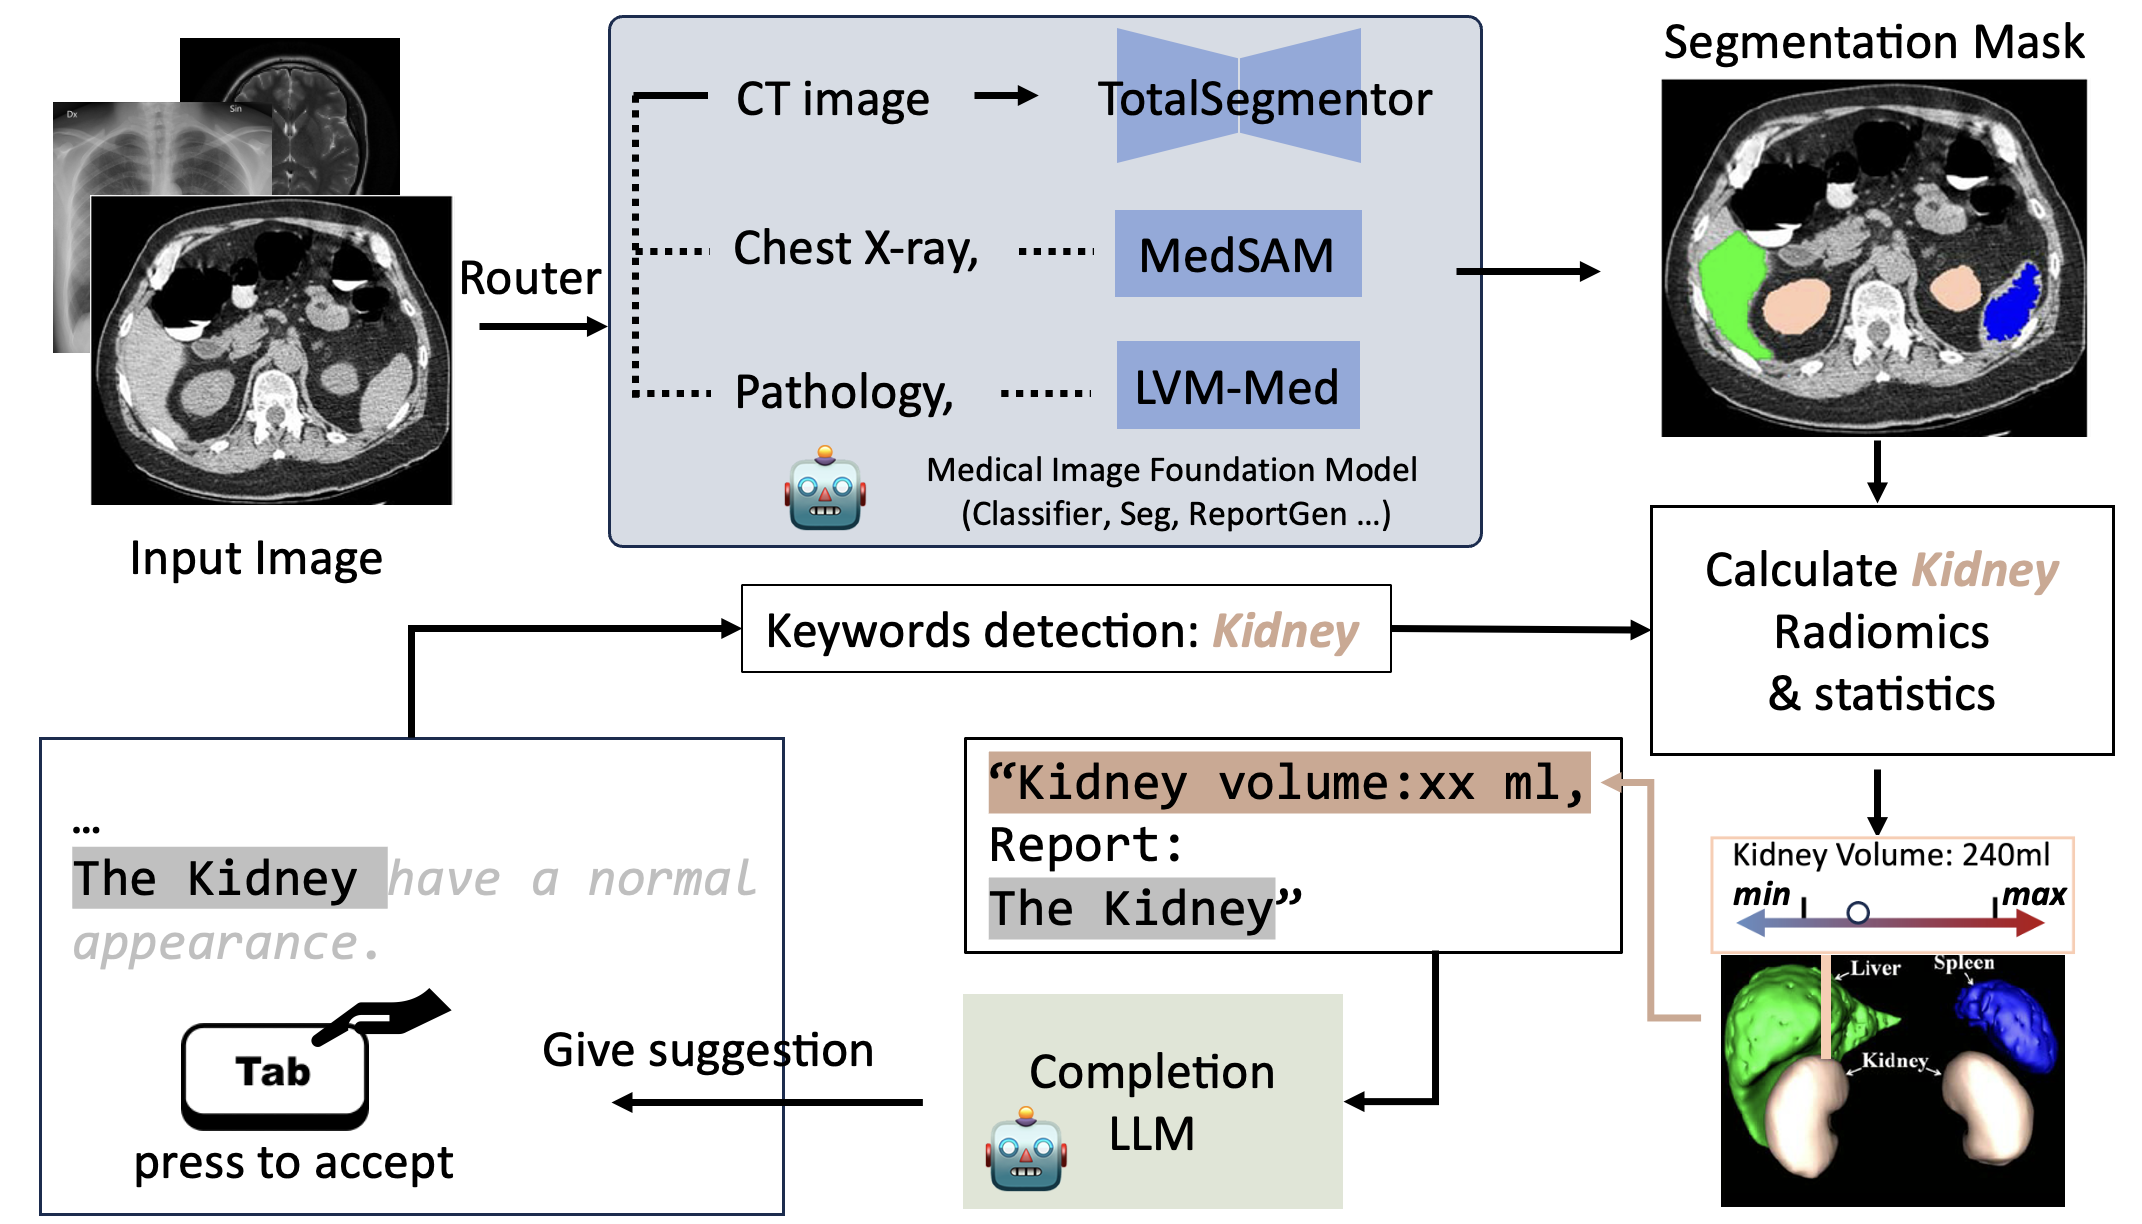 Dx
Sin
Input Image
Router
CT image
TotalSegmentor
Chest X-ray,
MedSAM
Pathology,
LVM-Med
Medical Image Foundation Model
(Classifier, Seg, ReportGen ...)
Segmentation Mask
Keywords detection: Kidney
Calculate Kidney
Radiomics
& statistics
Kidney Volume: 240ml
min
max
Liver
Spleen
Kidney
“Kidney volume:xx ml,
Report:
The Kidney”
Completion
LLM
Give suggestion
…
The Kidney have a normal
appearance.
Tab
press to accept